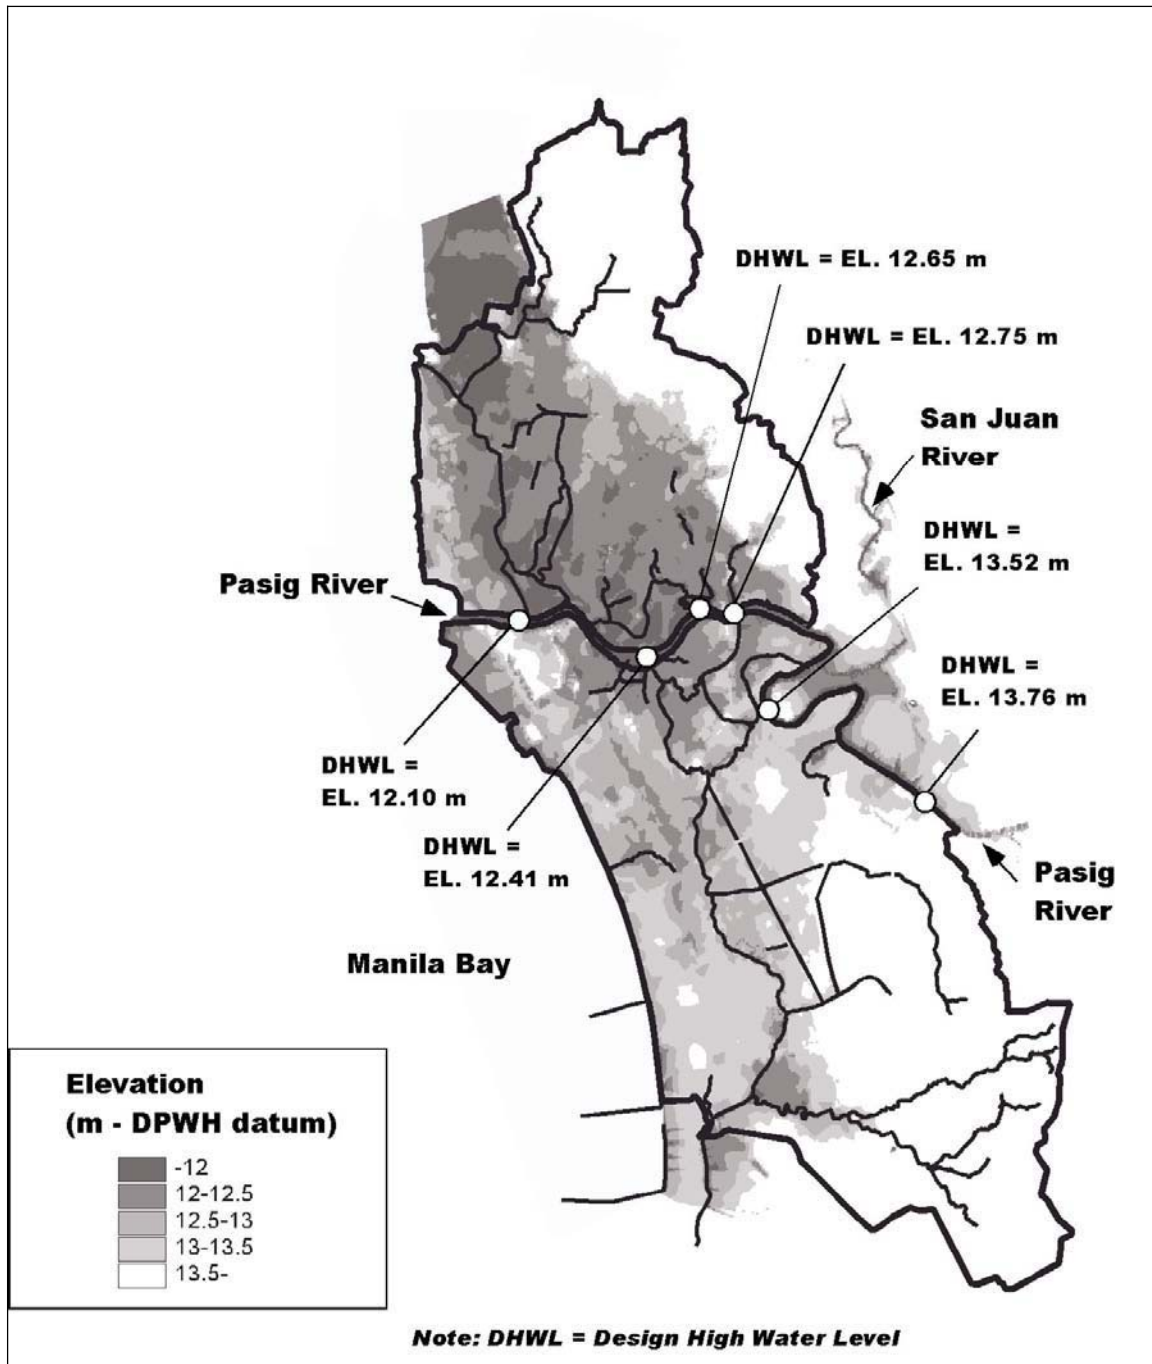 DHWL = EL. 12.65 m
DHWL = EL. 12.75 m
San Juan
River
DHWL =
EL. 13.52 m
Pasig River
DHWL =
EL. 13.76 m
DHWL =
EL. 12.10 m
DHWL =
EL. 12.41 m
Pasig
River
Manila Bay
Elevation
(m - DPWH datum)
-12
12-12.5
12.5-13
13-13.5
13.5-
Note: DHWL = Design High Water Level